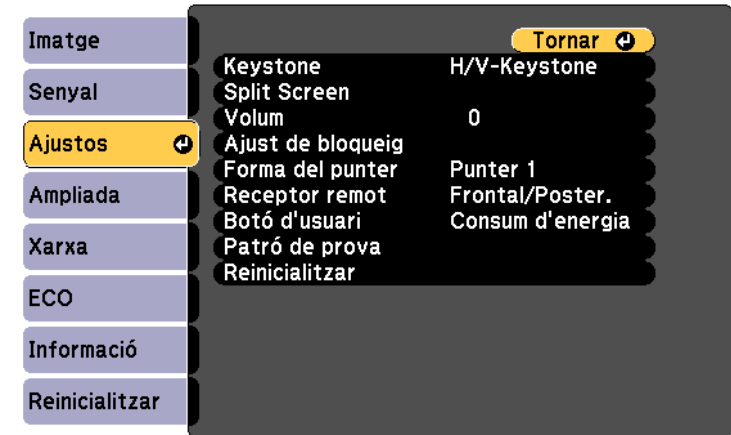 Imatge
Senyal
Ajustos
Ampliada
Xarxa
ECO
Informació
Reinicialitzar
Tornar
Keystone H/V-Keystone
Split Screen
Volum 0
Ajust de bloqueig
Forma del punter Punter 1
Receptor remot Frontal/Poster.
Botó d'usuari Consum d'energia
Patró de prova
Reinicialitzar